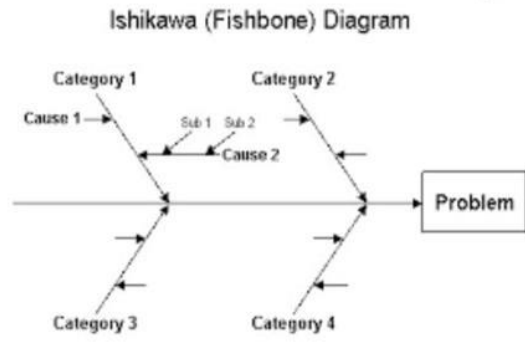 Ishikawa (Fishbone) Diagram
Category 1
Category 2
Cause 1
Sub 1 Sub 2
Cause 2
Problem
Category 3
Category 4